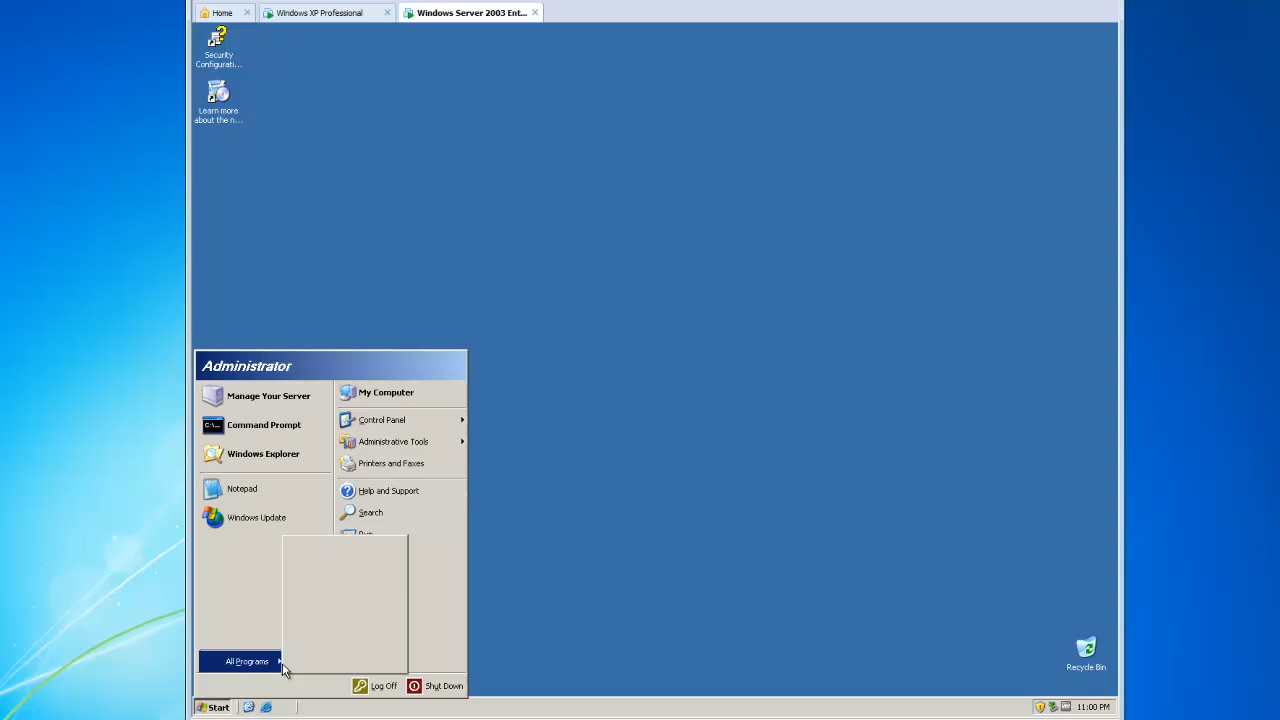 Home
Windows XP Professional
Windows Server 2003 Ent...
Security
Configurati...
Learn more
about the n...
Administrator
Manage Your Server
Command Prompt
Windows Explorer
Notepad
Windows Update
All Programs
My Computer
Control Panel
Administrative Tools
Printers and Faxes
Help and Support
Search
Log Off
Shut Down
Recycle Bin
Start
11:00 PM